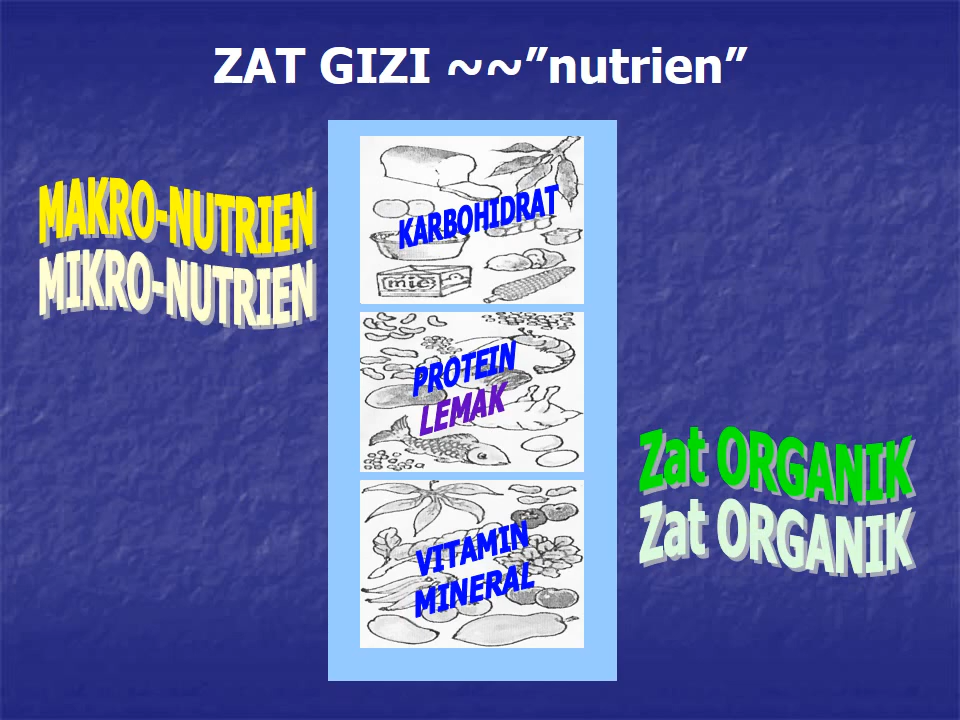 ZAT GIZI ~~”nutrien”
MAKRO-NUTRIEN
MIKRO-NUTRIEN
KARBOHIDRAT
mie
PROTEIN
LEMAK
VITAMIN
MINERAL
Zat ORGANIK
Zat ORGANIK